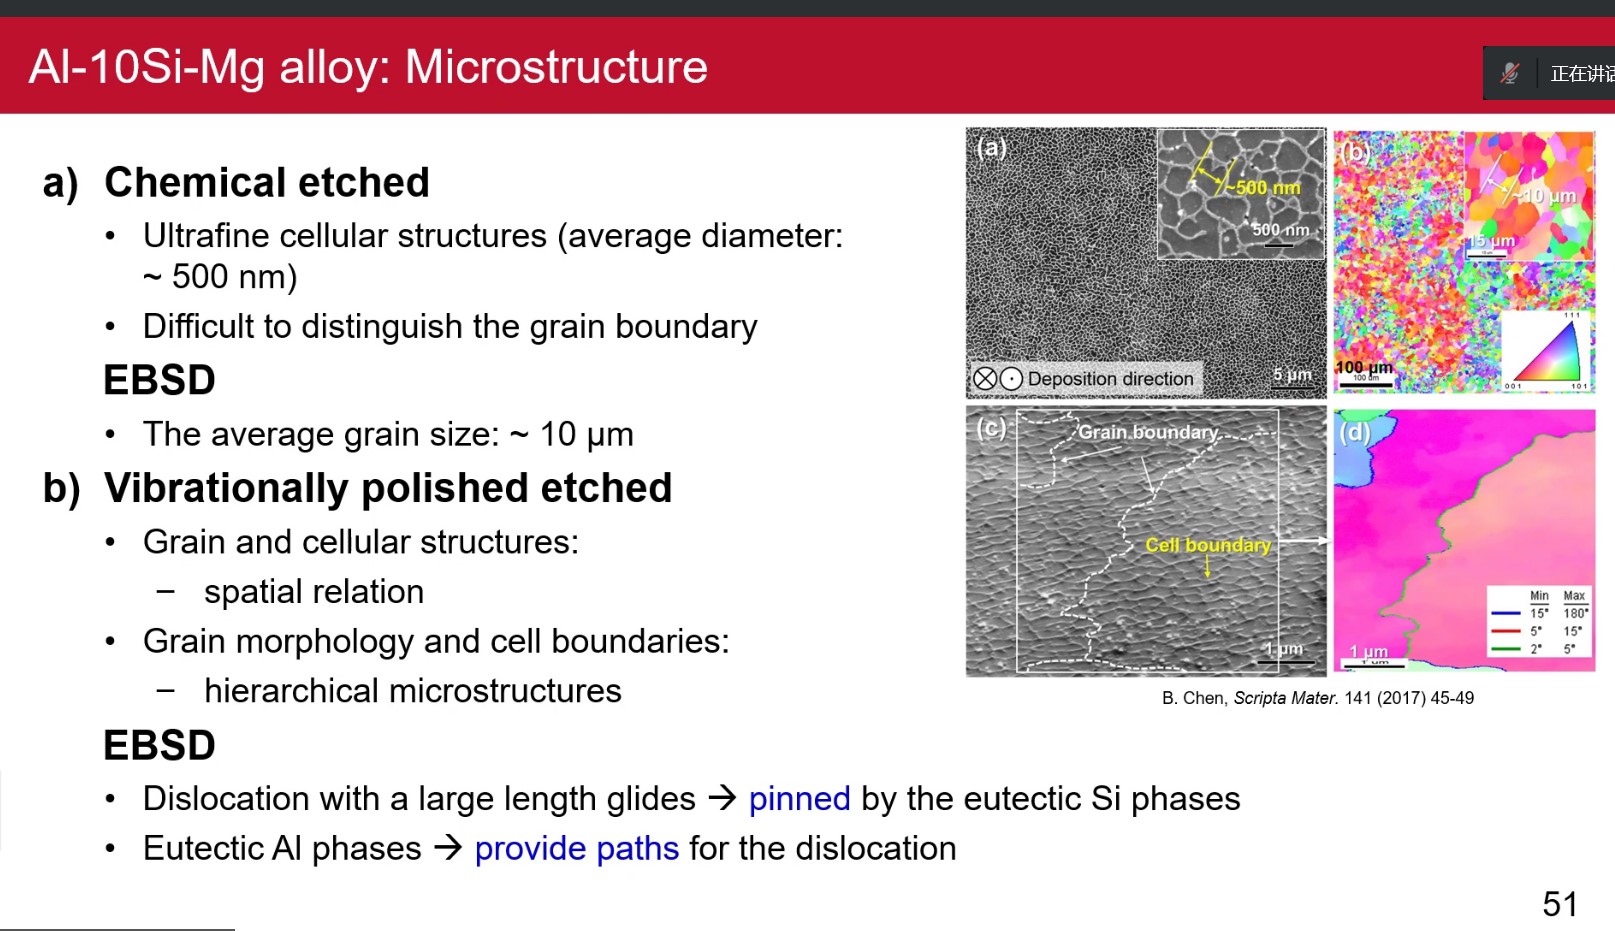 Al-10Si-Mg alloy: Microstructure
正在讲话
a) Chemical etched
• Ultrafine cellular structures (average diameter:
~ 500 nm)
• Difficult to distinguish the grain boundary
EBSD
• The average grain size: ~ 10 μm
b) Vibrationally polished etched
• Grain and cellular structures:
– spatial relation
• Grain morphology and cell boundaries:
– hierarchical microstructures
EBSD
• Dislocation with a large length glides → pinned by the eutectic Si phases
• Eutectic Al phases → provide paths for the dislocation
(a)
~500 nm
500 nm
Deposition direction
5 μm
(b)
~10 μm
15 μm
100 μm
100 um
111
001
101
(c)
Grain boundary
Cell boundary
1 μm
(d)
Min Max
15° 180°
5° 15°
2° 5°
1 μm
1 um
B. Chen, Scripta Mater. 141 (2017) 45-49
51